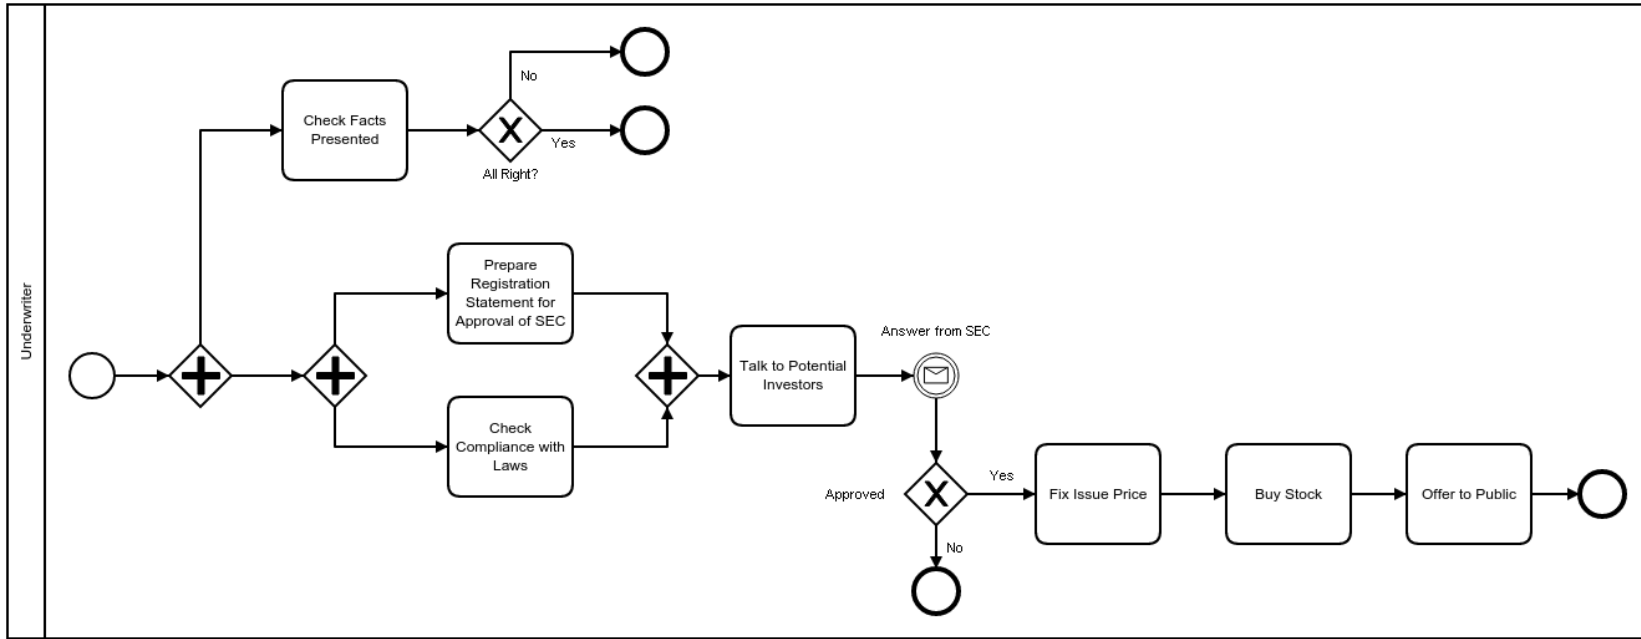 Underwriter
No
Check Facts
Presented
Yes
All Right?
Prepare
Registration
Statement for
Approval of SEC
Check
Compliance with
Laws
Talk to Potential
Investors
Answer from SEC
Approved
Yes
No
Fix Issue Price
Buy Stock
Offer to Public